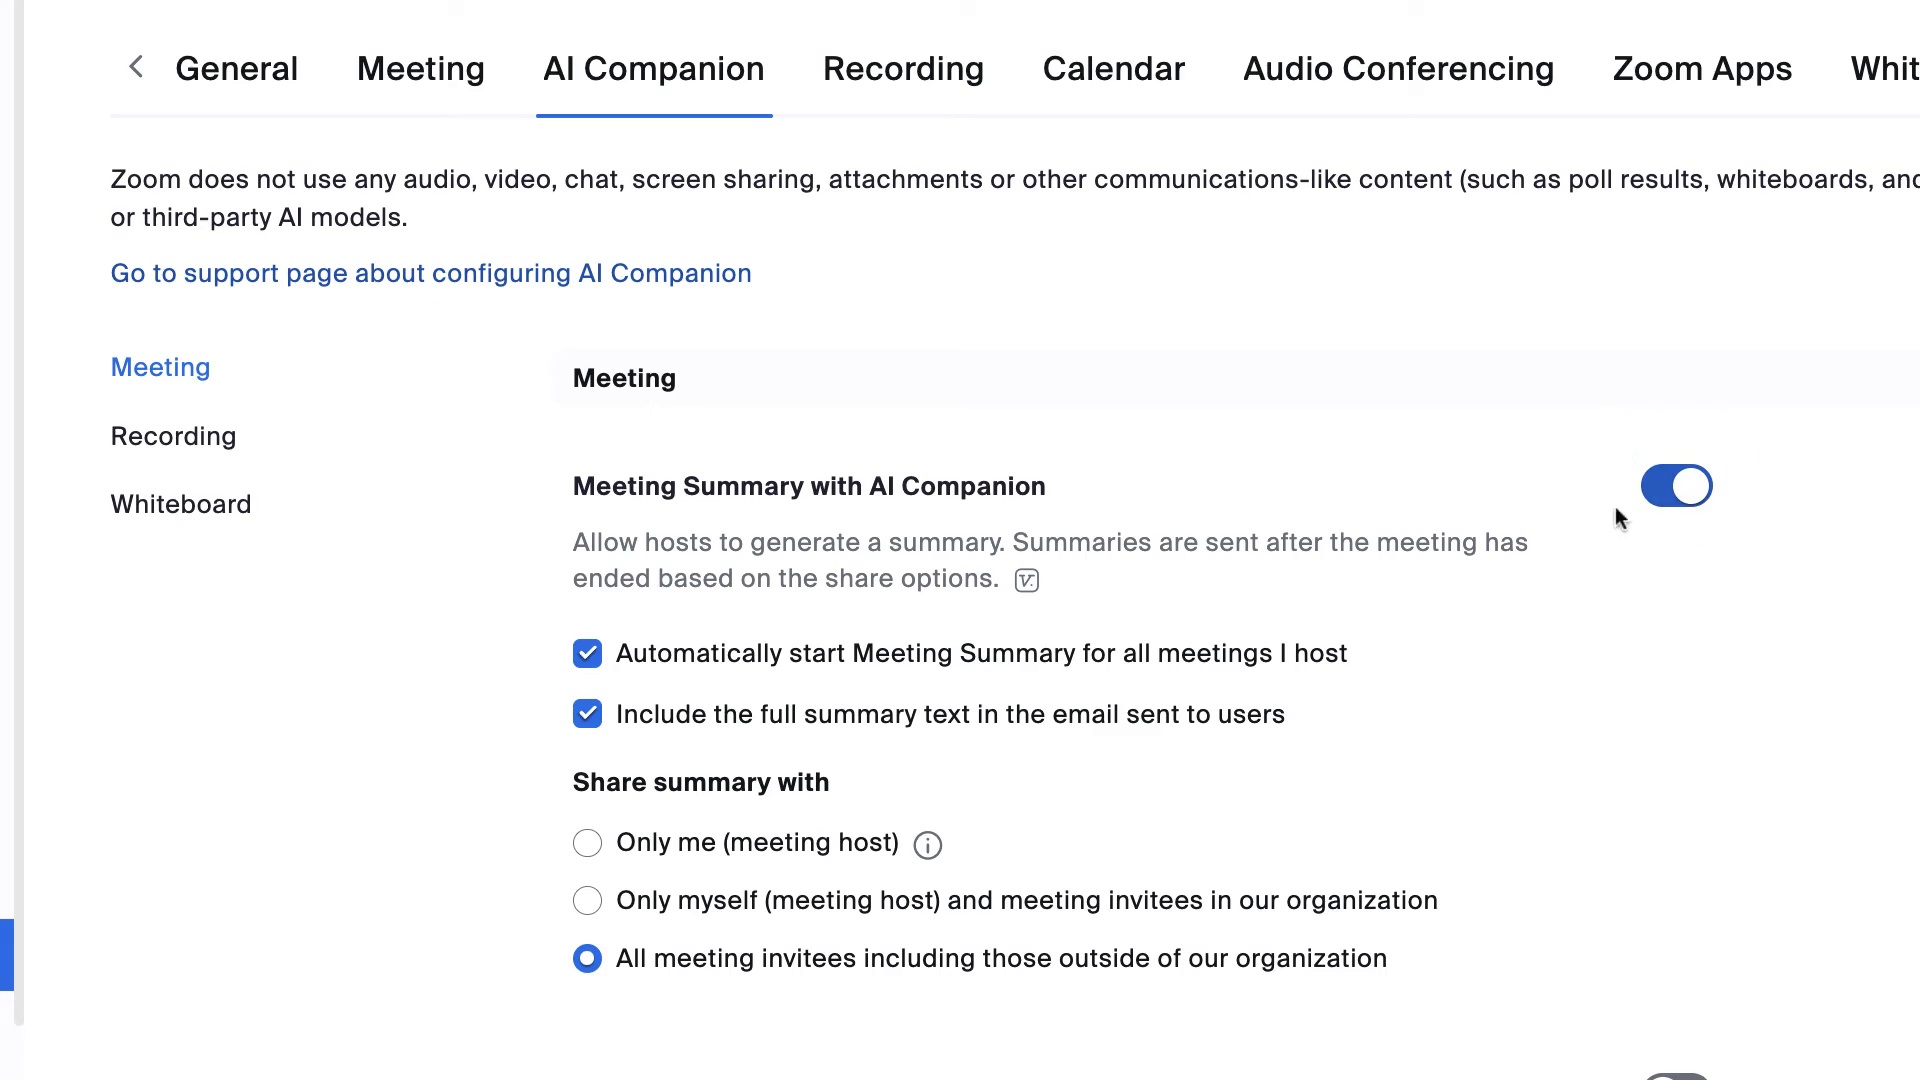 General Meeting AI Companion Recording Calendar Audio Conferencing Zoom Apps Whit
Zoom does not use any audio, video, chat, screen sharing, attachments or other communications-like content (such as poll results, whiteboards, and
or third-party AI models.
Go to support page about configuring AI Companion
Meeting
Recording
Whiteboard
Meeting
Meeting Summary with AI Companion
Allow hosts to generate a summary. Summaries are sent after the meeting has
ended based on the share options.
Automatically start Meeting Summary for all meetings I host
Include the full summary text in the email sent to users
Share summary with
Only me (meeting host)
Only myself (meeting host) and meeting invitees in our organization
All meeting invitees including those outside of our organization